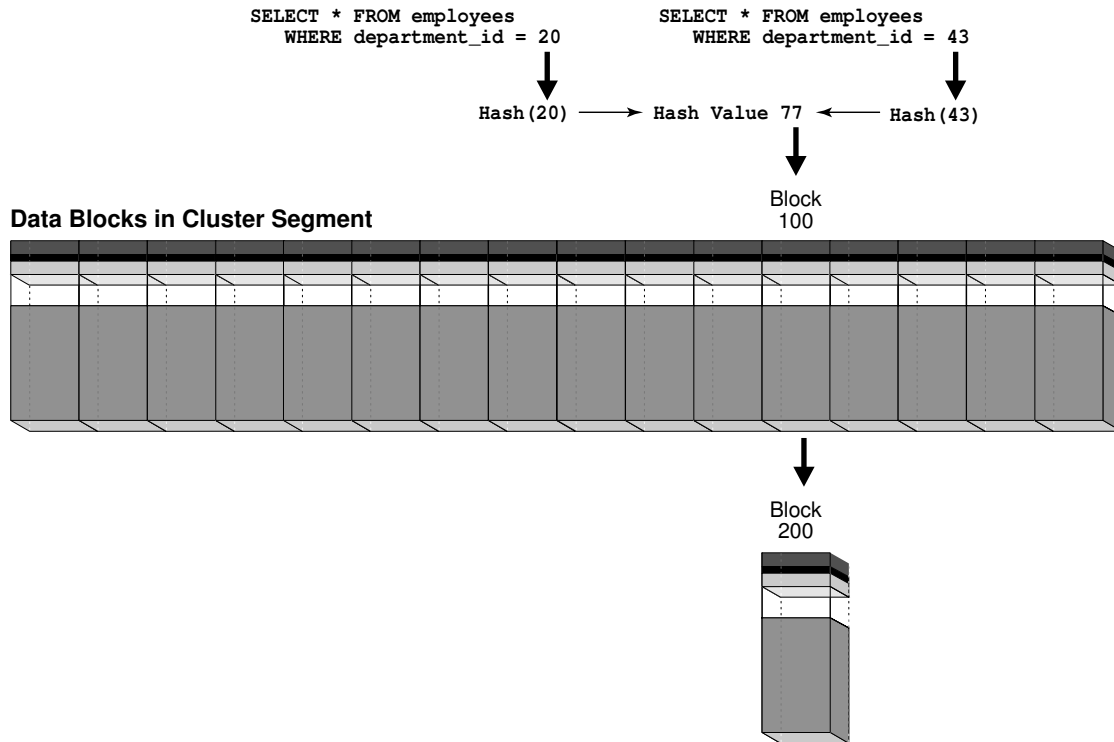 SELECT * FROM employees
WHERE department_id = 20
SELECT * FROM employees
WHERE department_id = 43
Hash(20)
Hash Value 77
Hash(43)
Block
100
Data Blocks in Cluster Segment
Block
200